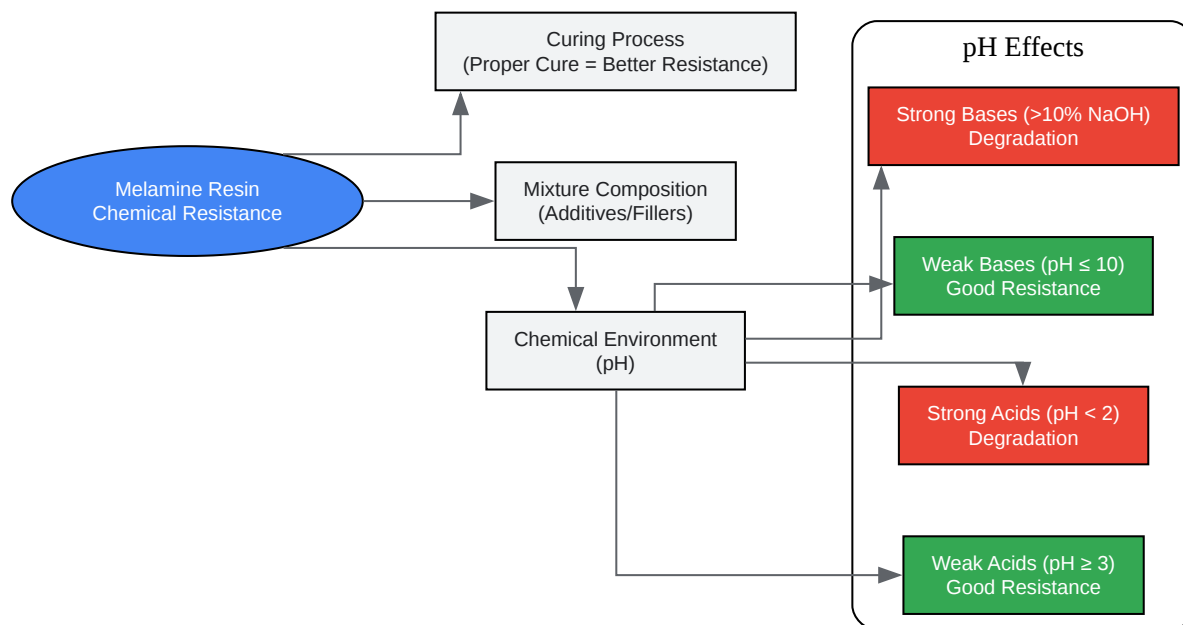 Curing Process
(Proper Cure = Better Resistance)
pH Effects
Strong Bases (>10% NaOH)
Degradation
Melamine Resin
Chemical Resistance
Mixture Composition
(Additives/Fillers)
Weak Bases (pH ≤ 10)
Good Resistance
Chemical Environment
(pH)
Strong Acids (pH < 2)
Degradation
Weak Acids (pH ≥ 3)
Good Resistance